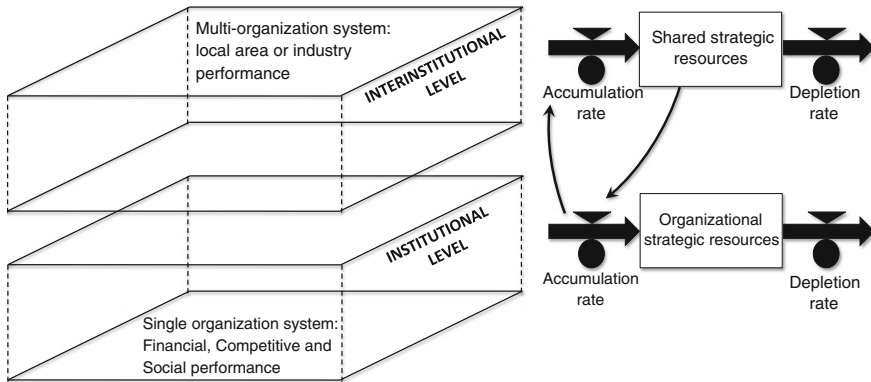 Multi-organization system:
local area or industry
performance
INTERINSTITUTIONAL
LEVEL
Shared strategic
resources
Accumulation
rate
Depletion
rate
INSTITUTIONAL
LEVEL
Organizational
strategic resources
Accumulation
rate
Depletion
rate
Single organization system:
Financial, Competitive and
Social performance